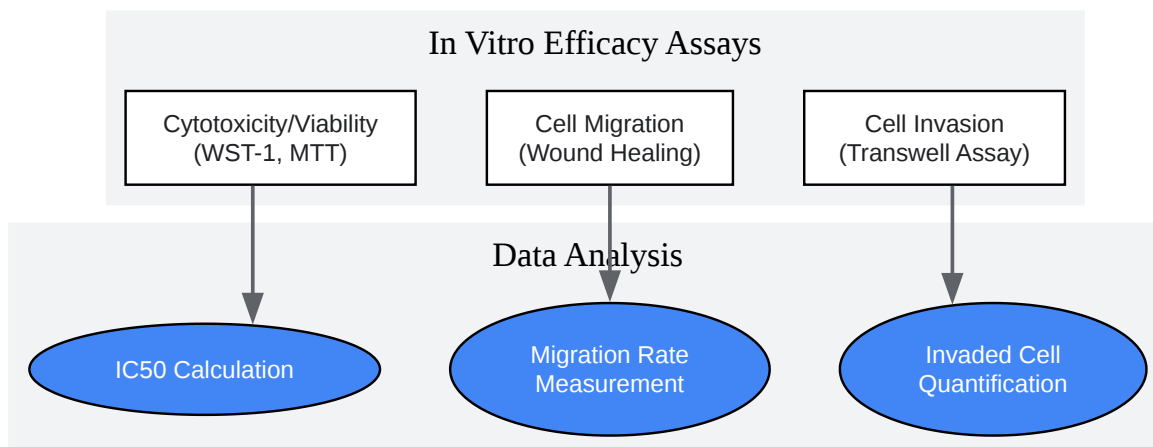 In Vitro Efficacy Assays
Cytotoxicity/Viability
(WST-1, MTT)
Cell Migration
(Wound Healing)
Cell Invasion
(Transwell Assay)
Data Analysis
IC50 Calculation
Migration Rate
Measurement
Invaded Cell
Quantification